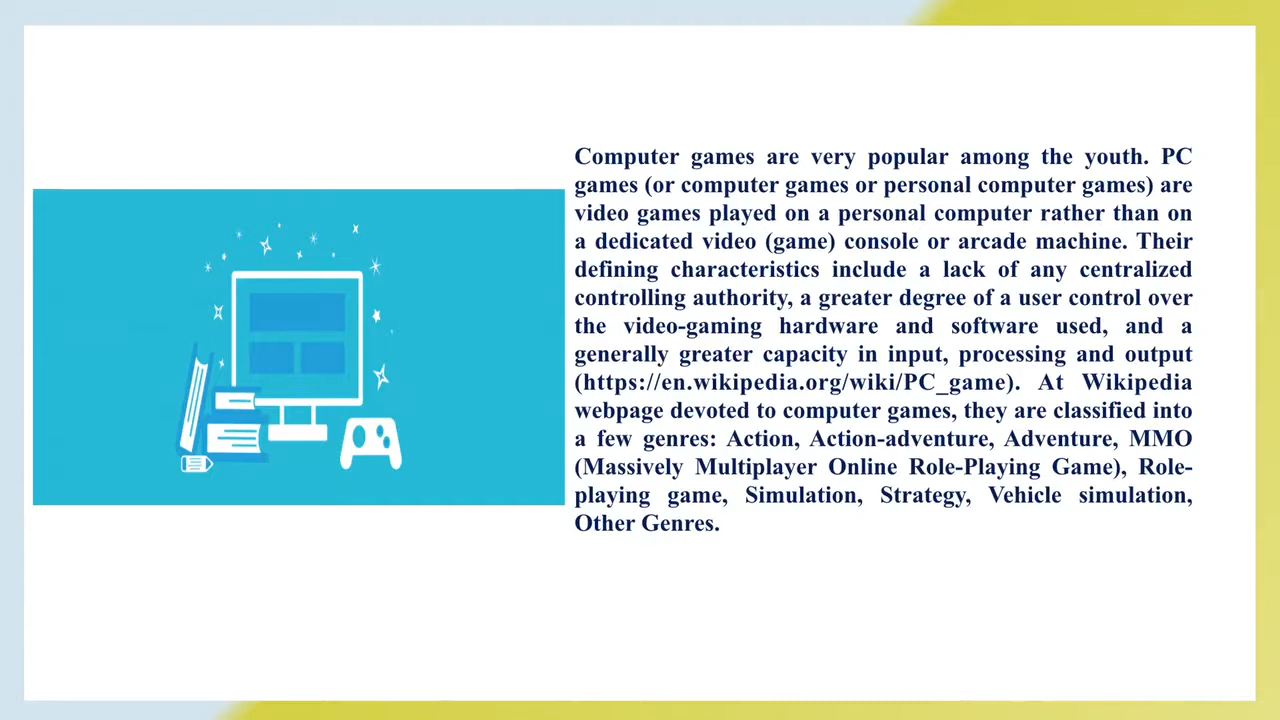 Computer games are very popular among the youth. PC
games (or computer games or personal computer games) are
video games played on a personal computer rather than on
a dedicated video (game) console or arcade machine. Their
defining characteristics include a lack of any centralized
controlling authority, a greater degree of a user control over
the video-gaming hardware and software used, and a
generally greater capacity in input, processing and output
(https://en.wikipedia.org/wiki/PC_game). At Wikipedia
webpage devoted to computer games, they are classified into
a few genres: Action, Action-adventure, Adventure, MMO
(Massively Multiplayer Online Role-Playing Game), Role-
playing game, Simulation, Strategy, Vehicle simulation,
Other Genres.